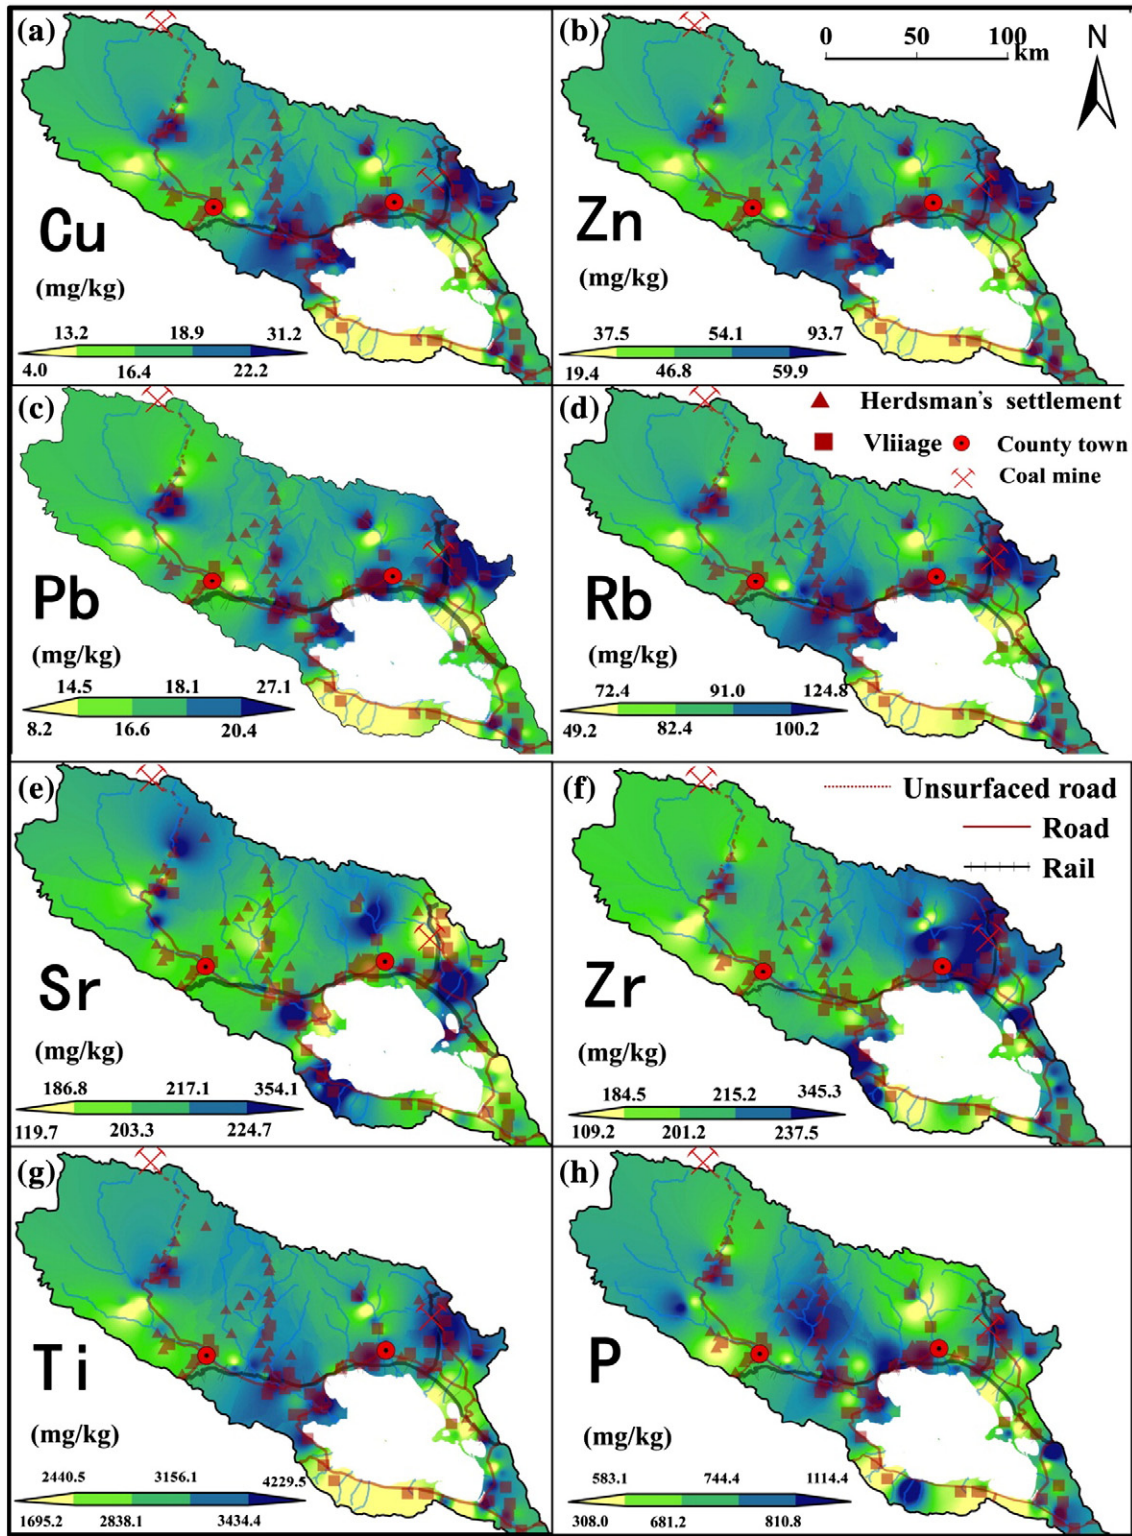 (a)
Cu
(mg/kg)
13.2 18.9 31.2
4.0 16.4 22.2
(b)
0 50 100
km
N
Zn
(mg/kg)
37.5 54.1 93.7
19.4 46.8 59.9
(c)
Pb
(mg/kg)
14.5 18.1 27.1
8.2 16.6 20.4
(d)
Herdsman's settlement
Vliiage County town
Coal mine
Rb
(mg/kg)
72.4 91.0 124.8
49.2 82.4 100.2
(e)
Sr
(mg/kg)
186.8 217.1 354.1
119.7 203.3 224.7
(f)
Unsurfaced road
Road
Rail
Zr
(mg/kg)
184.5 215.2 345.3
109.2 201.2 237.5
(g)
Ti
(mg/kg)
2440.5 3156.1 4229.5
1695.2 2838.1 3434.4
(h)
P
(mg/kg)
583.1 744.4 1114.4
308.0 681.2 810.8